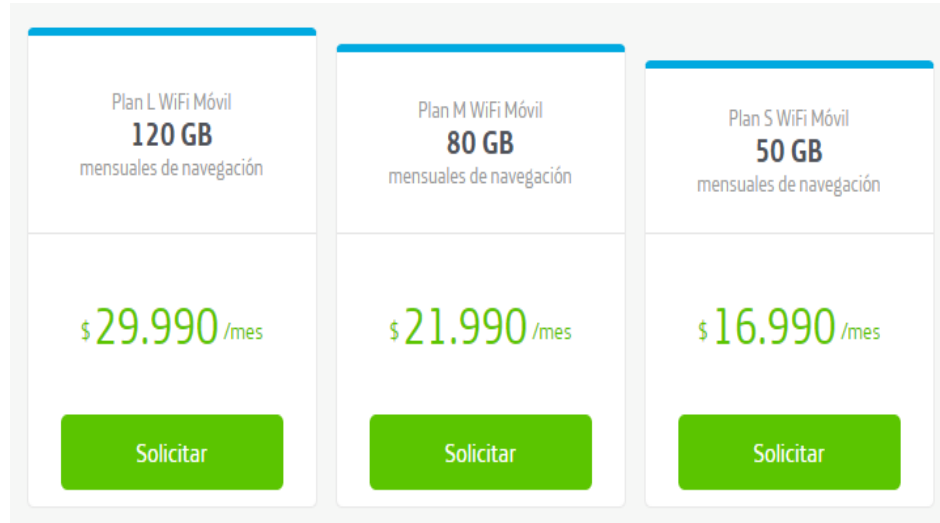 Plan L WiFi Móvil
120 GB
mensuales de navegación
$ 29.990 /mes
Solicitar
Plan M WiFi Móvil
80 GB
mensuales de navegación
$ 21.990 /mes
Solicitar
Plan S WiFi Móvil
50 GB
mensuales de navegación
$ 16.990 /mes
Solicitar